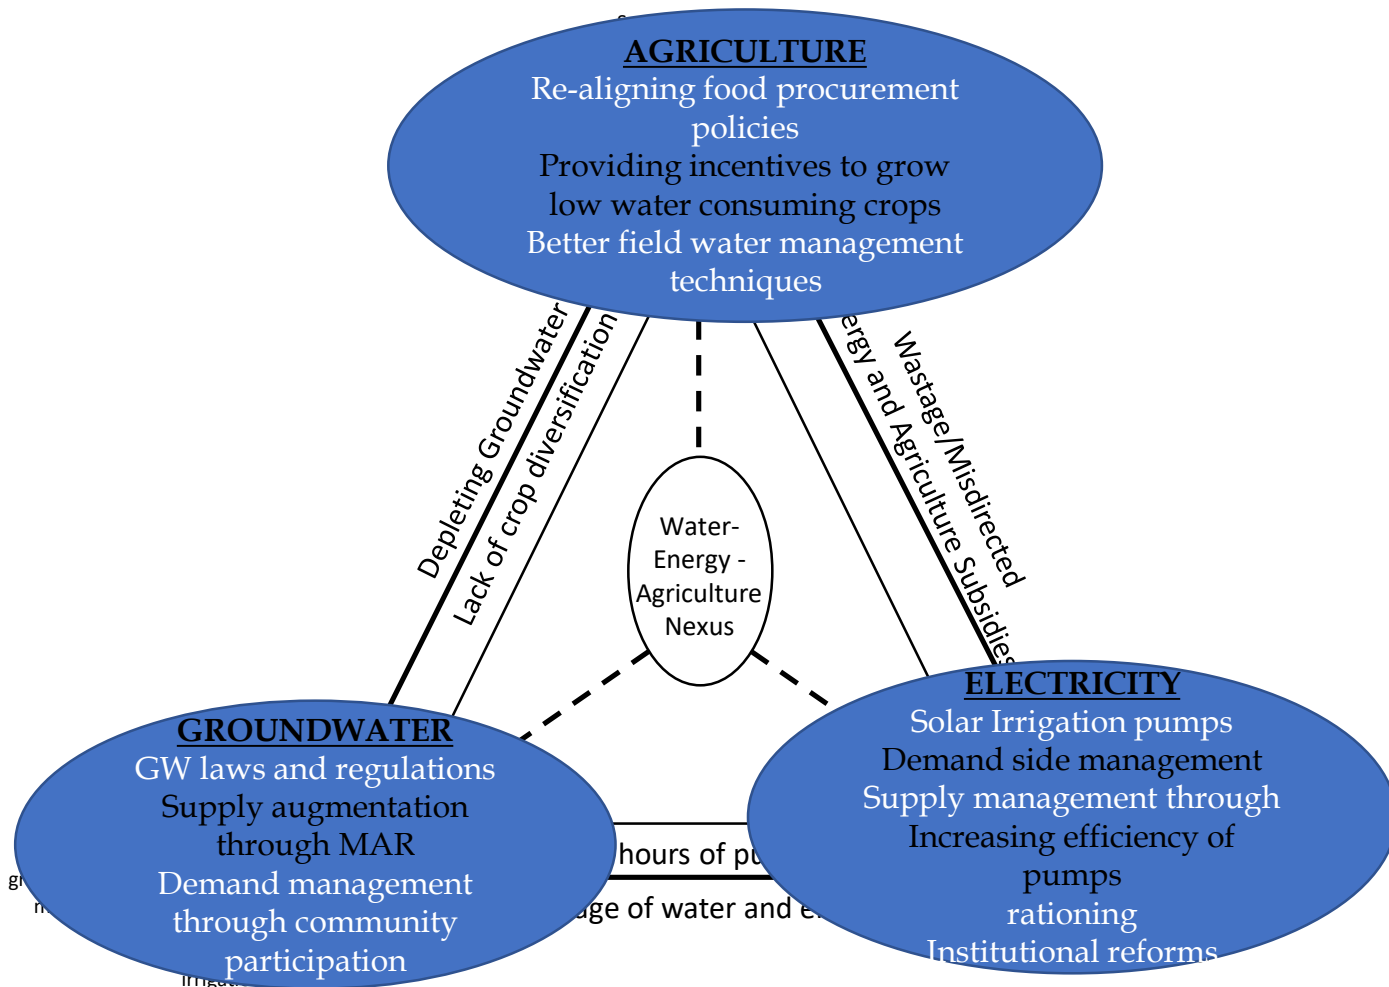 AGRICULTURE
Re-aligning food procurement
policies
Providing incentives to grow
low water consuming crops
Better field water management
techniques
Depleting Groundwater
Lack of crop diversification
Wastage/Misdirected
and Agriculture Subsidies
Water-
Energy -
Agriculture
Nexus
GROUNDWATER
GW laws and regulations
Supply augmentation
through MAR
Demand management
through community
participation
hours of
of water and
ELECTRICITY
Solar Irrigation pumps
Demand side management
Supply management through
Increasing efficiency of
pumps
rationing
Institutional reforms